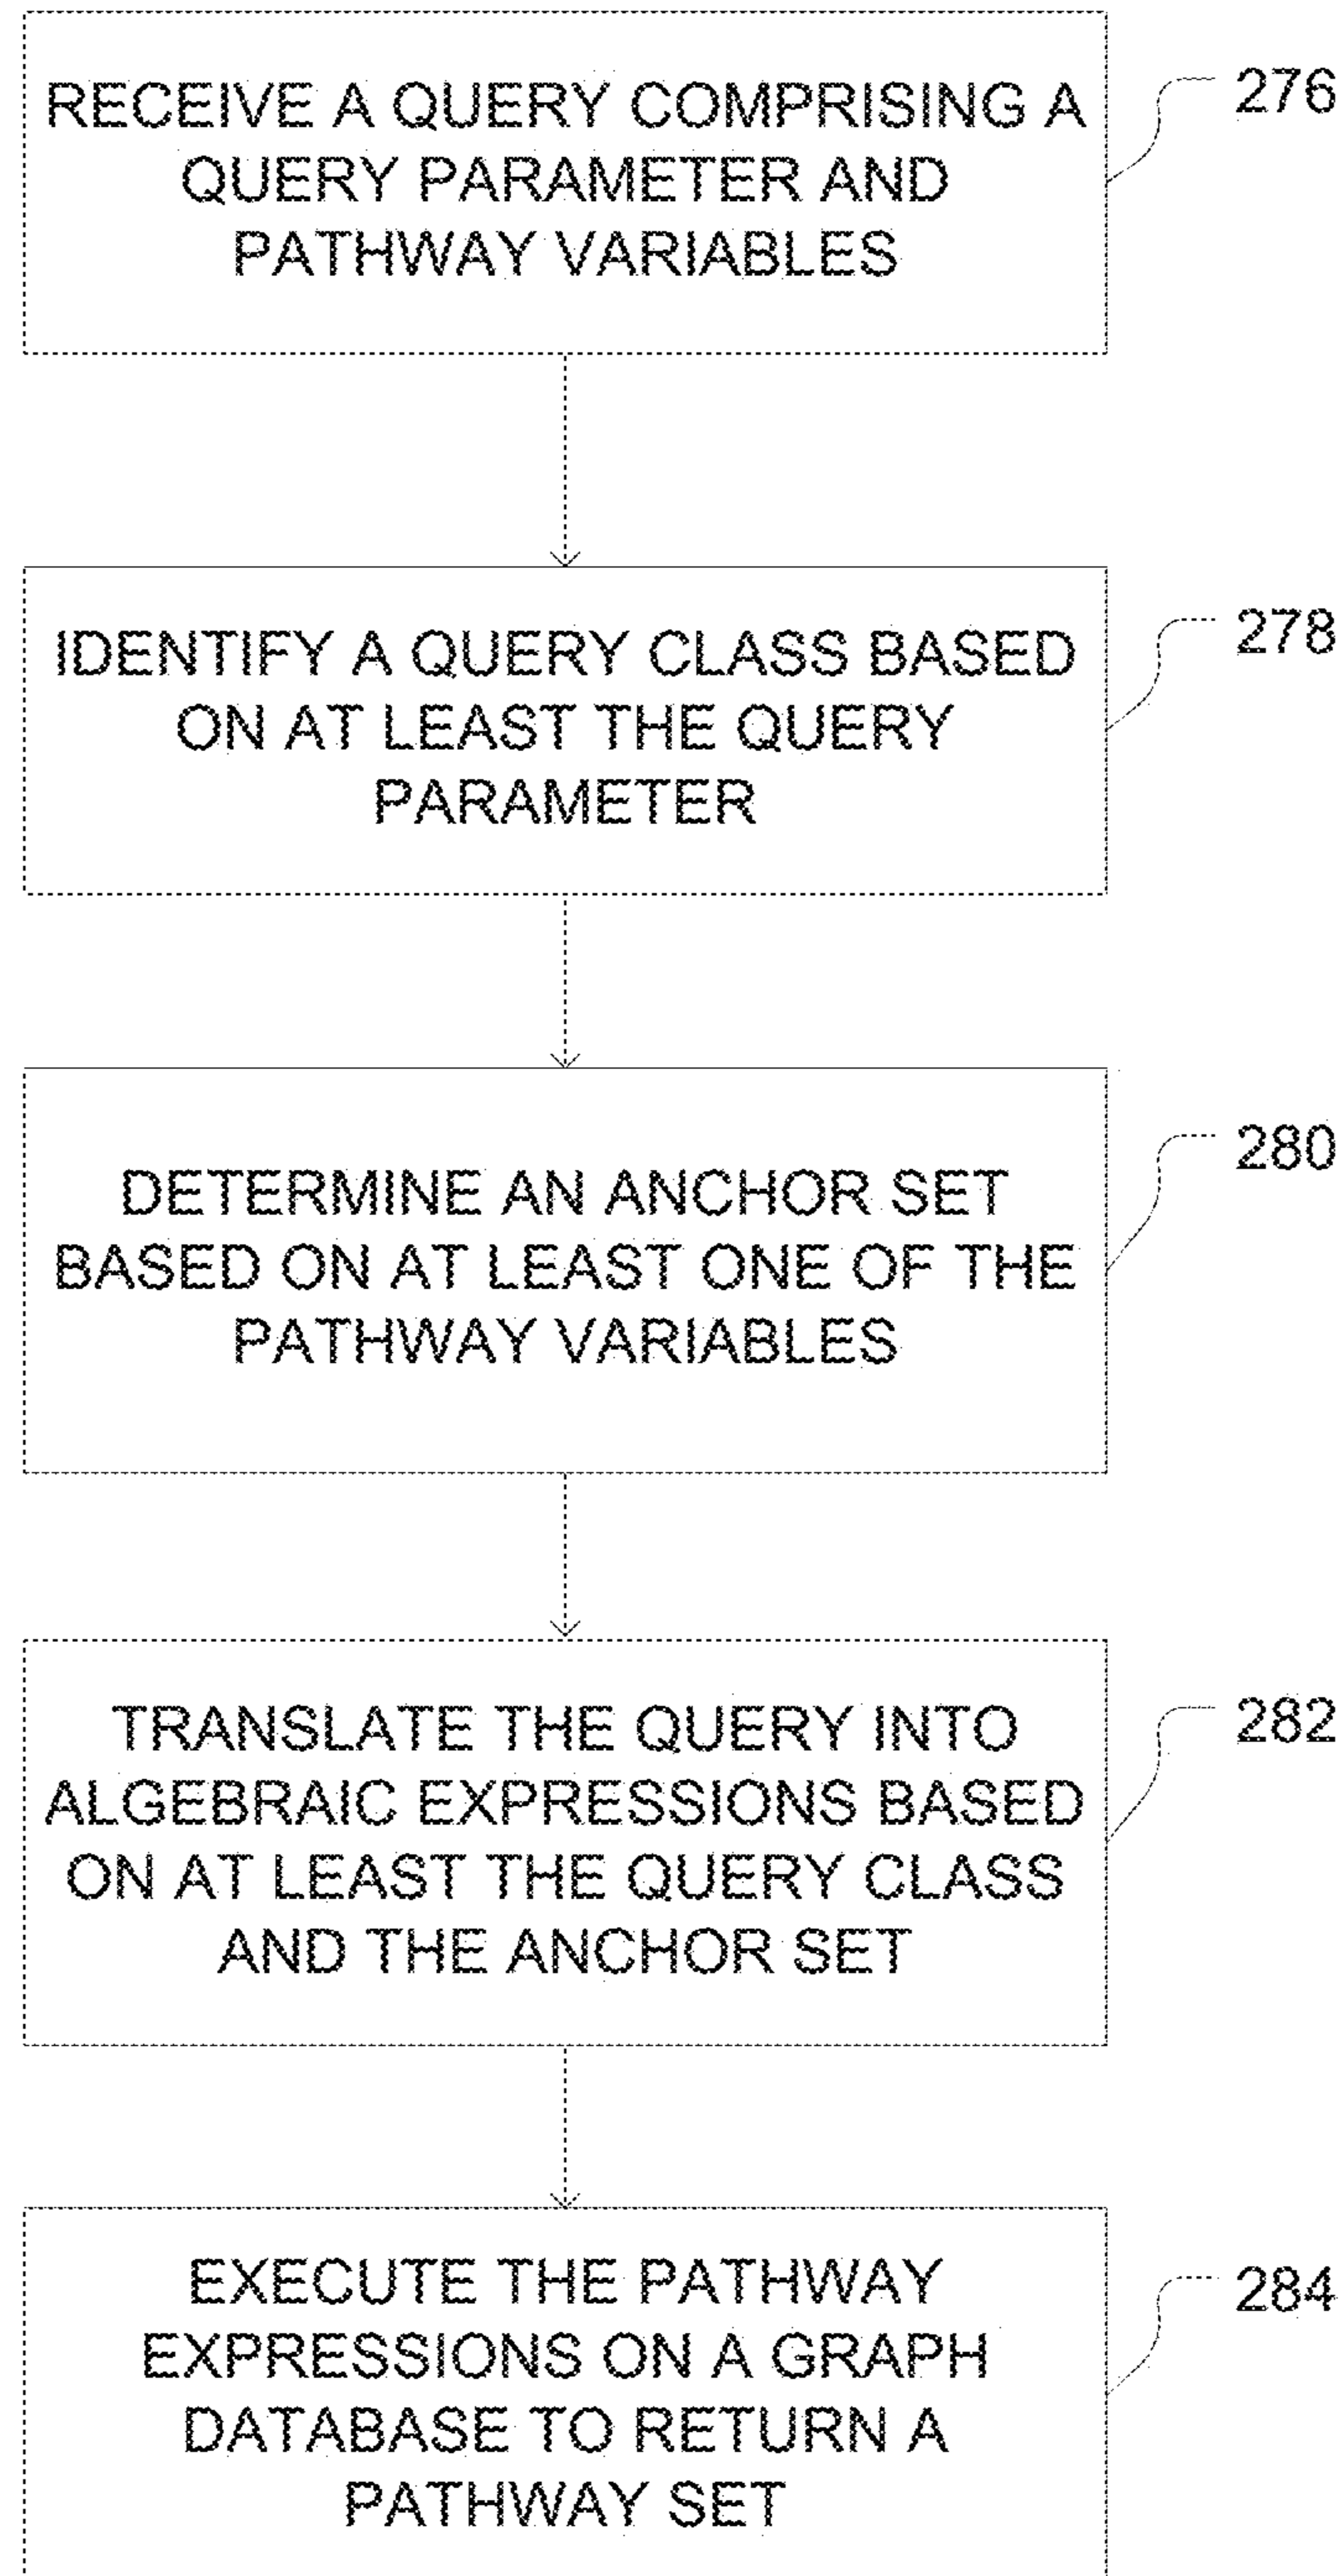 RECEIVE A QUERY COMPRISING A
QUERY PARAMETER AND
PATHWAY VARIABLES
276
IDENTIFY A QUERY CLASS BASED
ON AT LEAST THE QUERY
PARAMETER
278
DETERMINE AN ANCHOR SET
BASED ON AT LEAST ONE OF THE
PATHWAY VARIABLES
280
TRANSLATE THE QUERY INTO
ALGEBRAIC EXPRESSIONS BASED
ON AT LEAST THE QUERY CLASS
AND THE ANCHOR SET
282
EXECUTE THE PATHWAY
EXPRESSIONS ON A GRAPH
DATABASE TO RETURN A
PATHWAY SET
284